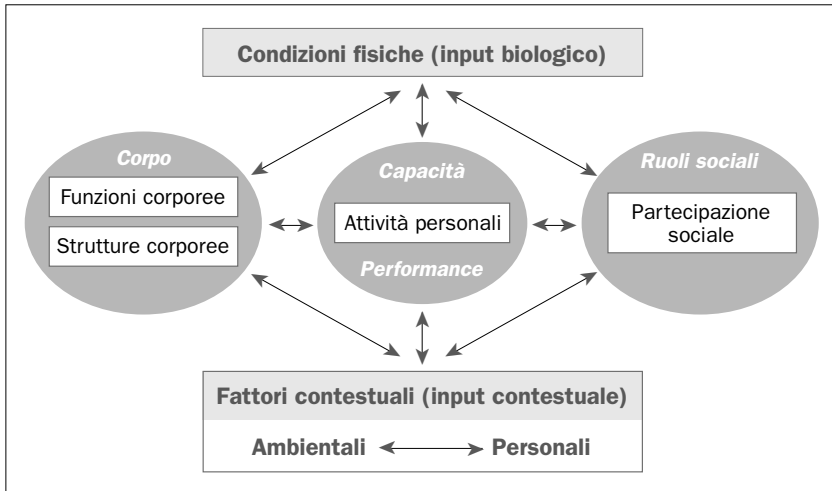 Condizioni fisiche (input biologico)
Corpo
Funzioni corporee
Strutture corporee
Capacità
Attività personali
Performance
Ruoli sociali
Partecipazione
sociale
Fattori contestuali (input contestuale)
Ambientali Personali